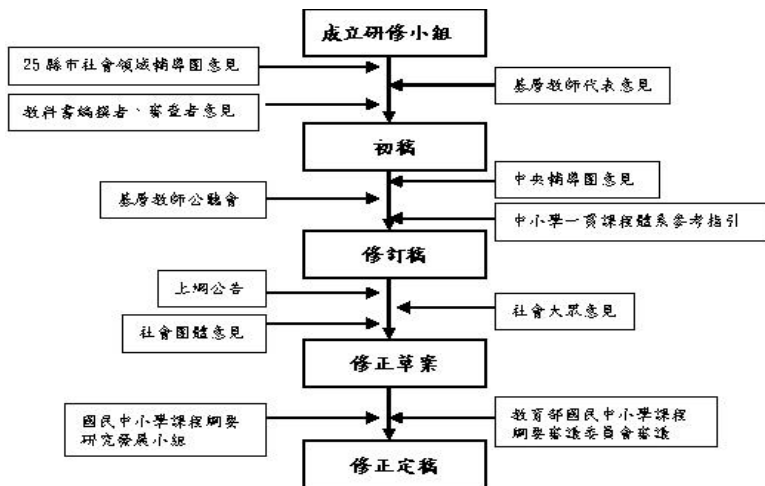 成立研修小組
25縣市社會領域輔導團意見
基層教師代表意見
教科書編撰者、審查者意見
初稿
中央輔導團意見
基層教師公聽會
中小學一貫課程體系參考指引
修訂稿
上網公告
社會大眾意見
社會團體意見
修正草案
國民中小學課程綱要
研究發展小組
教育部國民中小學課程
綱要審議委員會審議
修正定稿